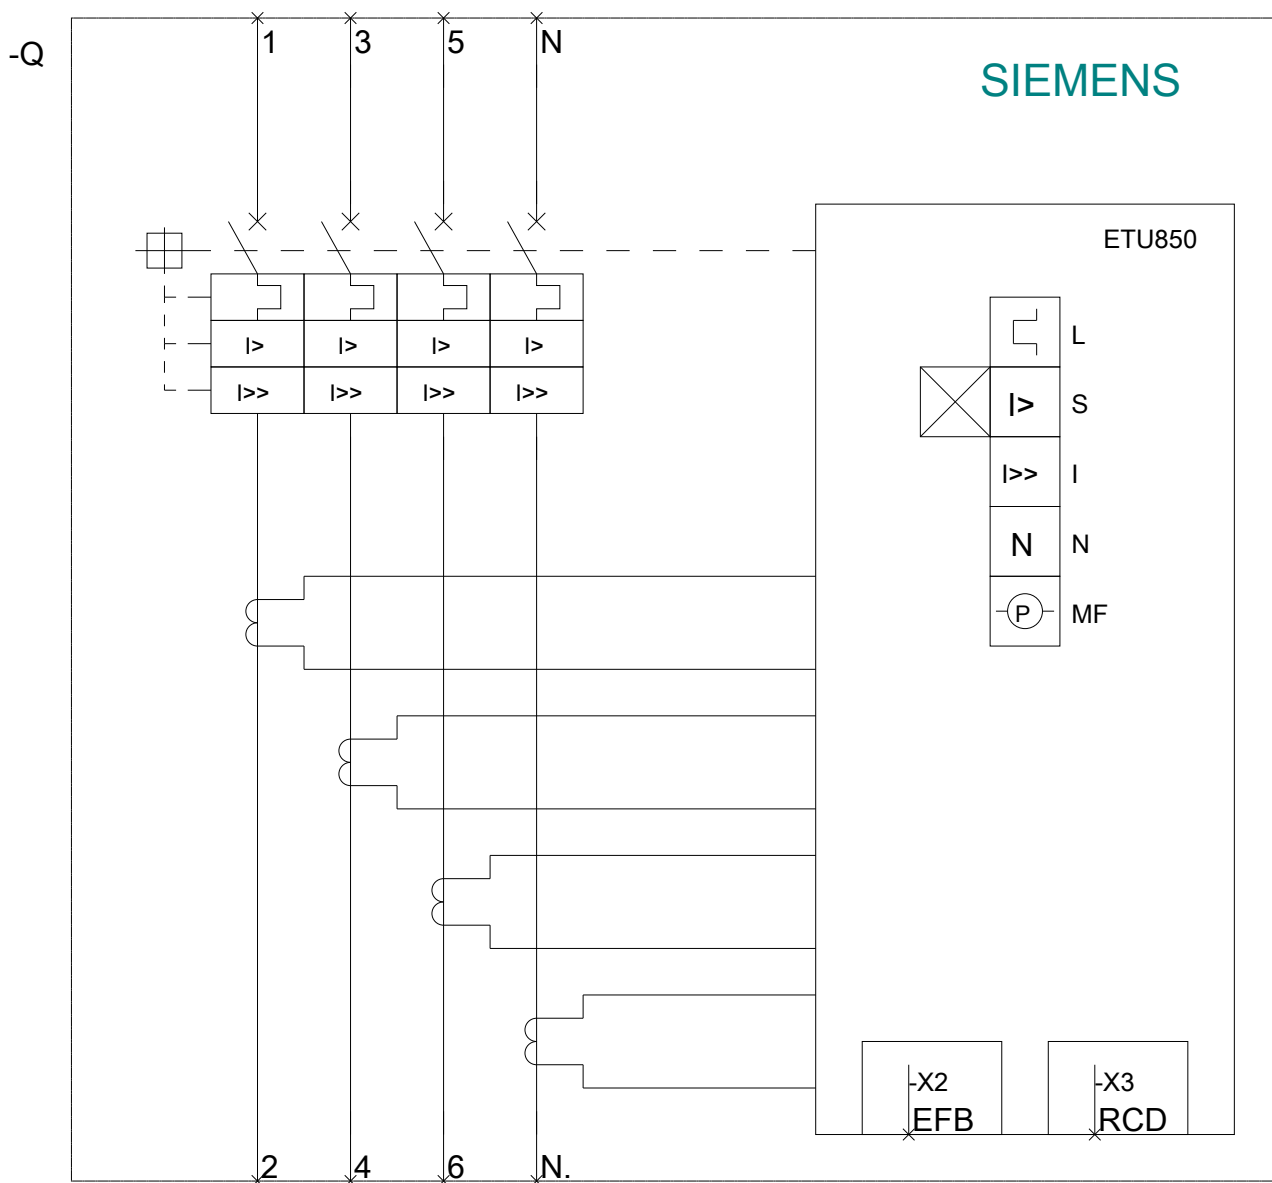 1 3 5 N
-Q
SIEMENS
ETU850
L
I> I> I> I>
I>> I>> I>> I>>
I> S
I>> I
N N
P MF
-X2 -X3
EFB RCD
2 4 6 N.